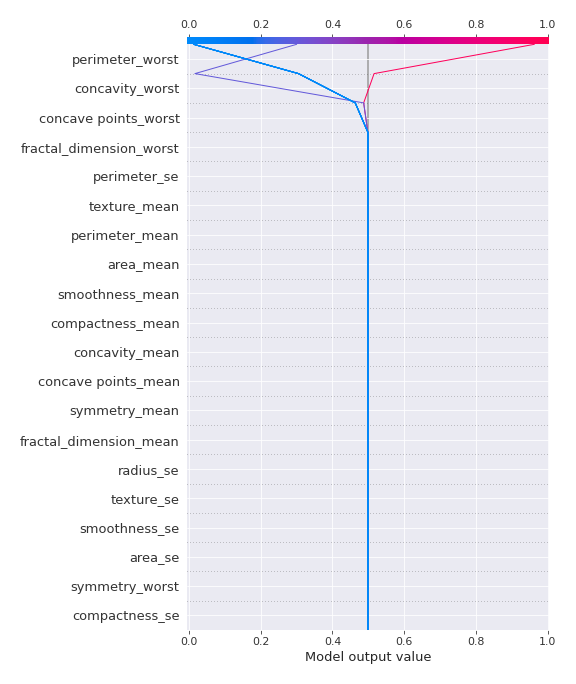 0.0 0.2 0.4 0.6 0.8 1.0
perimeter_worst
concavity_worst
concave points_worst
fractal_dimension_worst
perimeter_se
texture_mean
perimeter_mean
area_mean
smoothness_mean
compactness_mean
concavity_mean
concave points_mean
symmetry_mean
fractal_dimension_mean
radius_se
texture_se
smoothness_se
area_se
symmetry_worst
compactness_se
0.0 0.2 0.4 0.6 0.8 1.0
Model output value